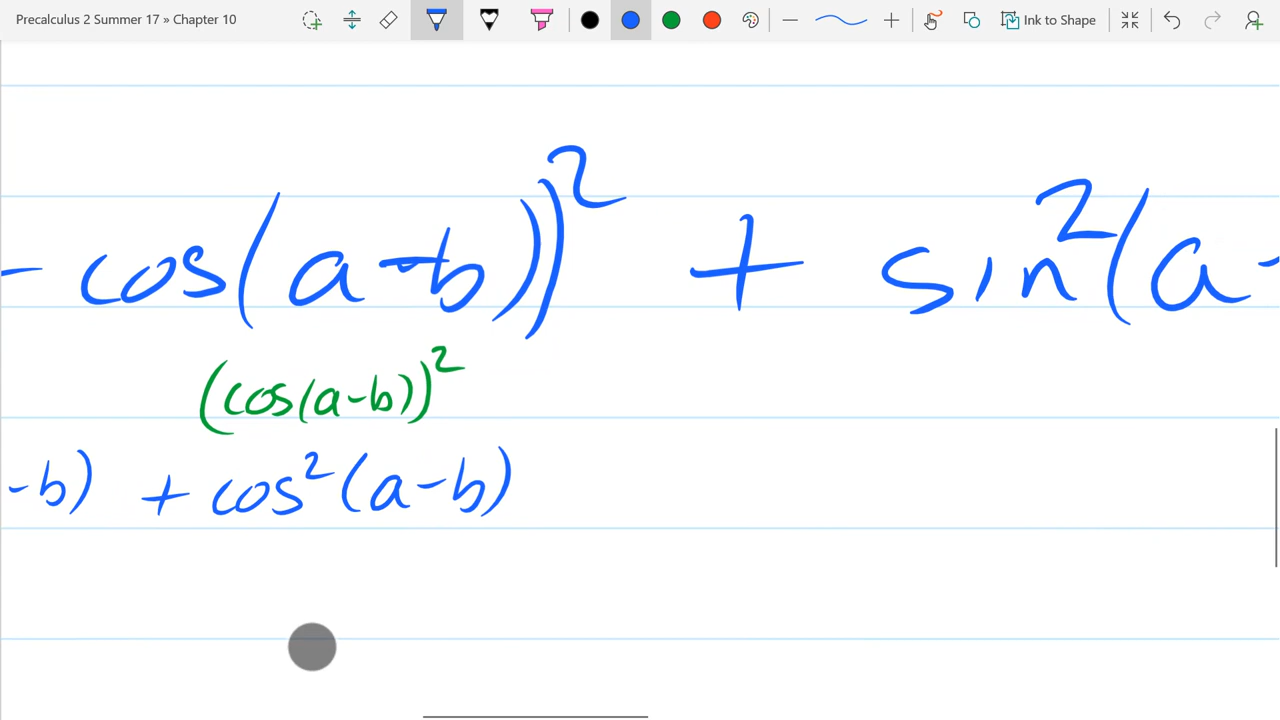 Precalculus 2 Summer 17 » Chapter 10
Ink to Shape
- cos(a-b))² + sin²(a -
(cos(a-b))²
-b) + cos²(a-b)